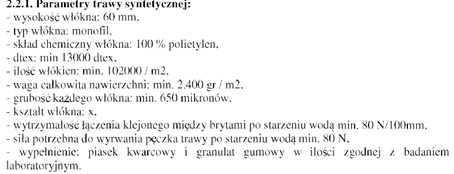 2.2.1. Parametry trawy syntetycznej:
- wysokość włókna: 60 mm,
- typ włókna: monofil,
- skład chemiczny włókna: 100 % polietylen,
- dtex: min 13000 dtex,
- ilość włókien: min. 102000 / m2,
- waga całkowita nawierzchni: min. 2.400 gr / m2,
- grubość każdego włókna: min. 650 mikronów,
- kształt włókna: x,
- wytrzymałość łączenia klejonego między brytami po starzeniu wodą min. 80 N/100mm,
- siła potrzebna do wyrwania pęczka trawy po starzeniu wodą min. 80 N,
- wypełnienie: piasek kwarcowy i granulat gumowy w ilości zgodnej z badaniem
laboratoryjnym.